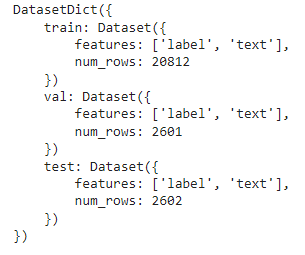 DatasetDict({
    train: Dataset({
        features: ['label', 'text'],
        num_rows: 20812
    })
    val: Dataset({
        features: ['label', 'text'],
        num_rows: 2601
    })
    test: Dataset({
        features: ['label', 'text'],
        num_rows: 2602
    })
})